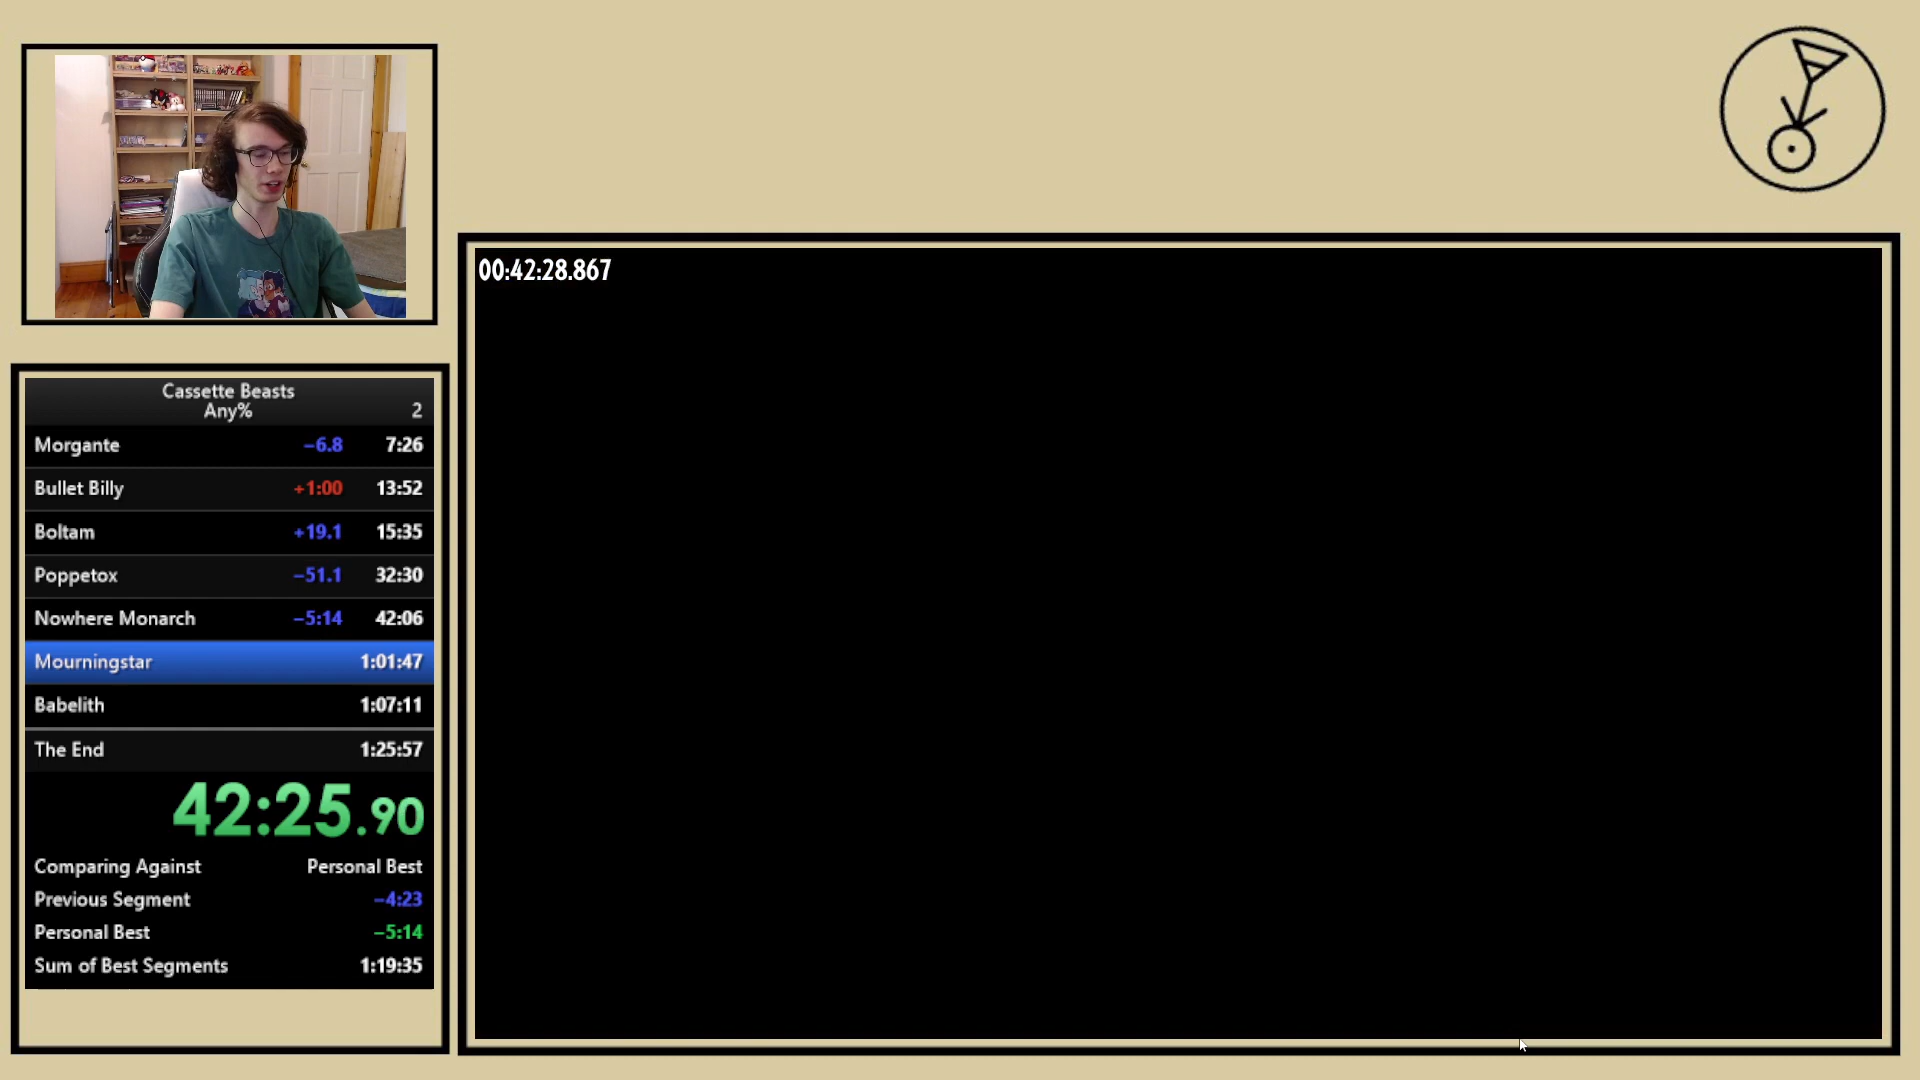 00:42:28.867
Cassette Beasts
Any% 2
Morgante −6.8 7:26
Bullet Billy +1:00 13:52
Boltam +19.1 15:35
Poppetox −51.1 32:30
Nowhere Monarch −5:14 42:06
Mourningstar 1:01:47
Babelith 1:07:11
The End 1:25:57
42:25.90
Comparing Against Personal Best
Previous Segment −4:23
Personal Best −5:14
Sum of Best Segments 1:19:35